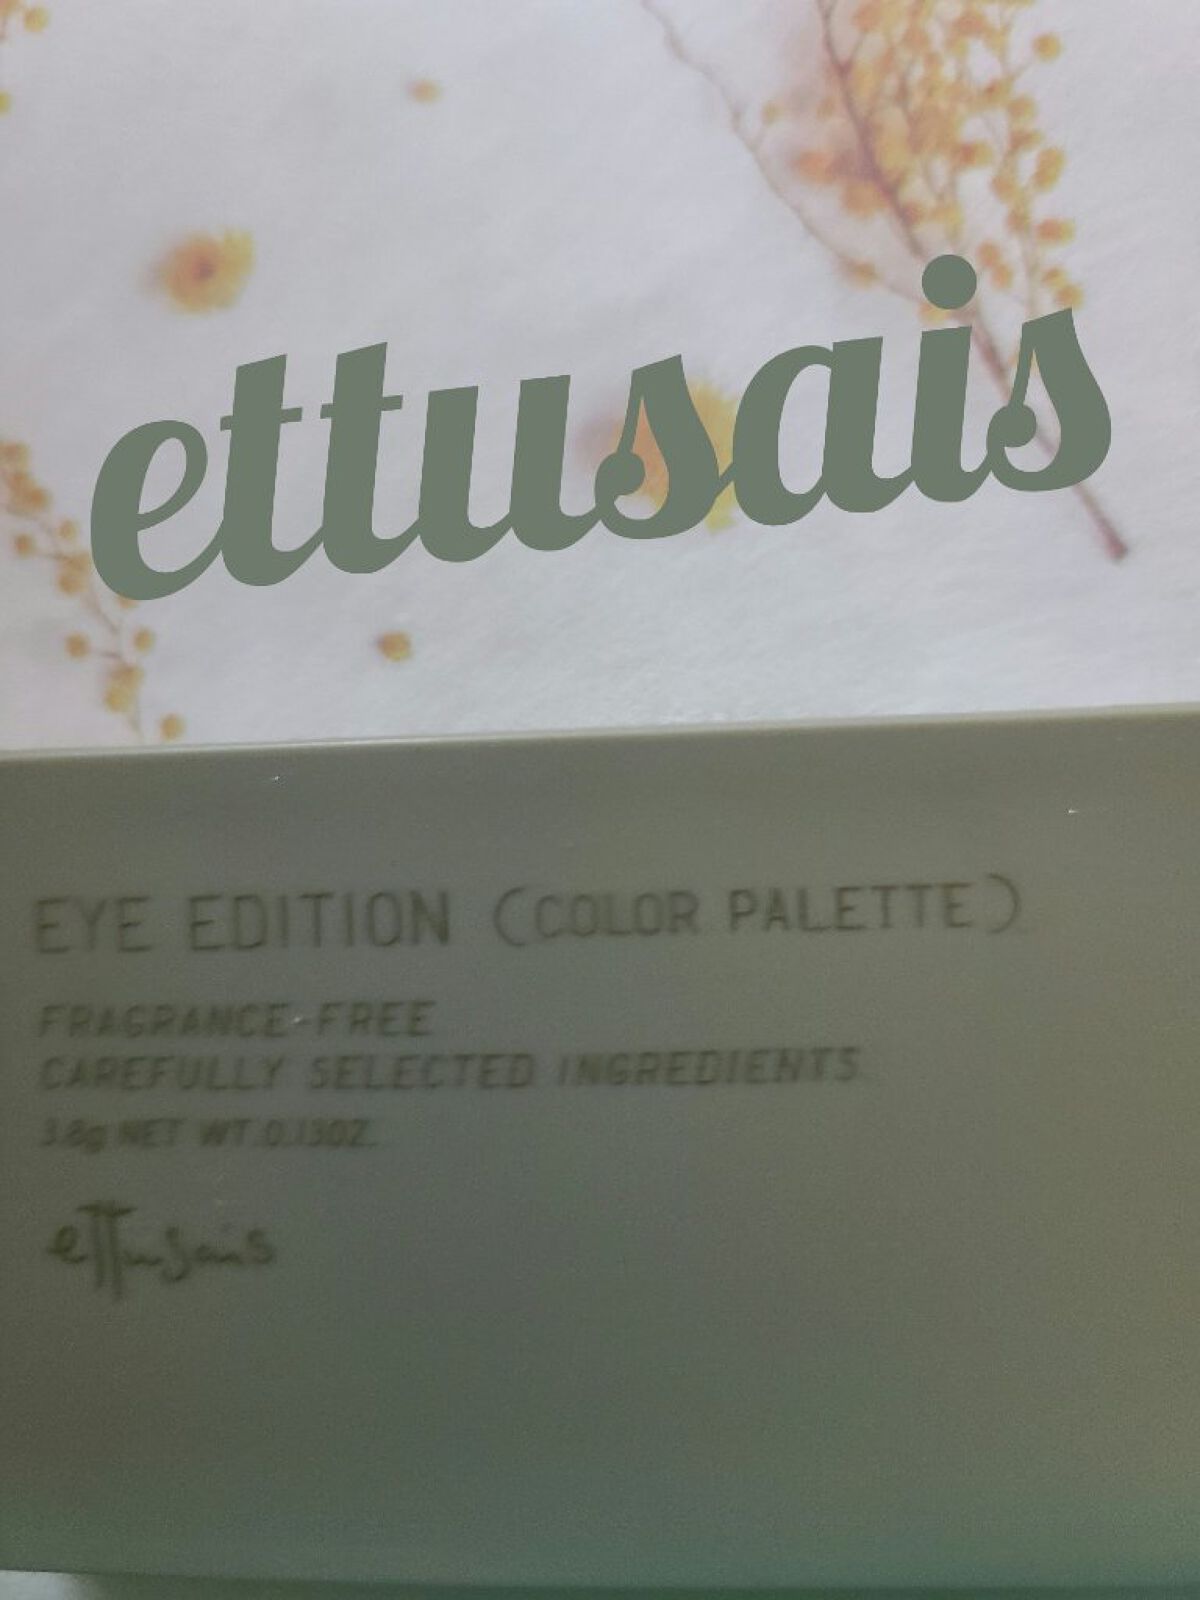 ettusais
EYE EDITION (COLOR PALETTE)
FRAGRANCE-FREE
CAREFULLY SELECTED INGREDIENTS
3.8g NET WT.0.13OZ.
ettusais